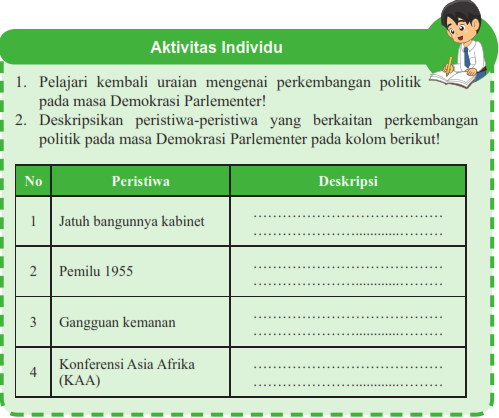 Aktivitas Individu
1. Pelajari kembali uraian mengenai perkembangan politik
pada masa Demokrasi Parlementer!
2. Deskripsikan peristiwa-peristiwa yang berkaitan perkembangan
politik pada masa Demokrasi Parlementer pada kolom berikut!
No Peristiwa Deskripsi
1 Jatuh bangunnya kabinet ……………………………………
…………………............………
2 Pemilu 1955 ……………………………………
…………………............………
3 Gangguan kemanan ……………………………………
…………………............………
4 Konferensi Asia Afrika ……………………………………
(KAA) …………………............………